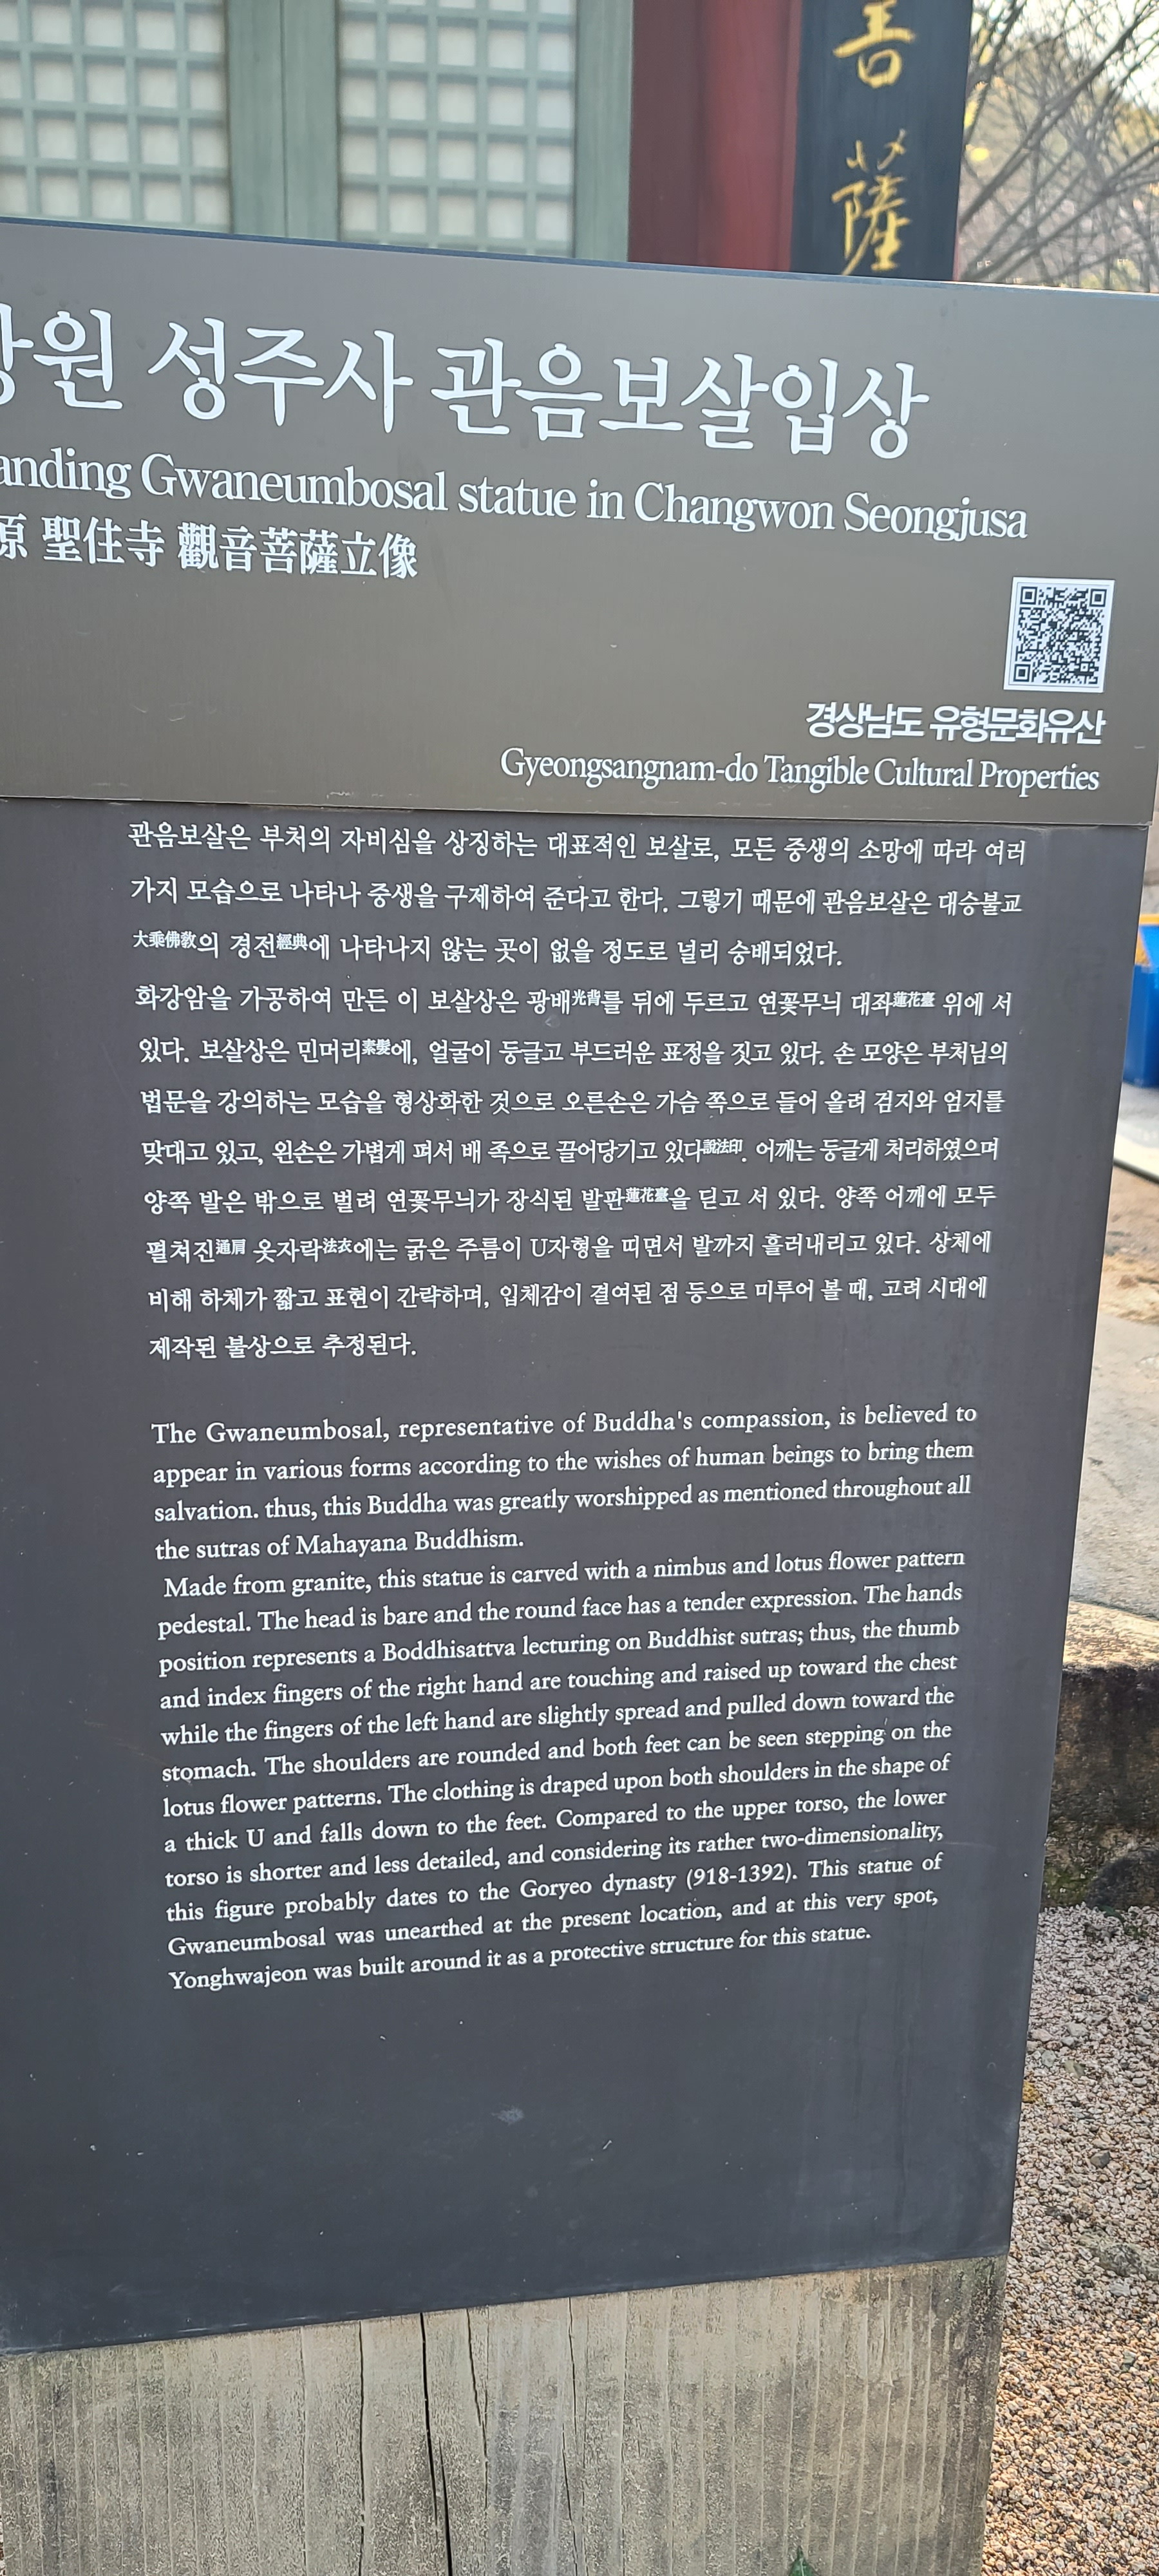 菩
薩
창원 성주사 관음보살입상
anding Gwaneumbosal statue in Changwon Seongjusa
原 聖住寺 觀音菩薩立像
경상남도 유형문화유산
Gyeongsangnam-do Tangible Cultural Properties
관음보살은 부처의 자비심을 상징하는 대표적인 보살로, 모든 중생의 소망에 따라 여러
가지 모습으로 나타나 중생을 구제하여 준다고 한다. 그렇기 때문에 관음보살은 대승불교
大乘佛敎의 경전經典에 나타나지 않는 곳이 없을 정도로 널리 숭배되었다.
화강암을 가공하여 만든 이 보살상은 광배光背를 뒤에 두르고 연꽃무늬 대좌蓮花臺 위에 서
있다. 보살상은 민머리素髮에, 얼굴이 둥글고 부드러운 표정을 짓고 있다. 손 모양은 부처님의
법문을 강의하는 모습을 형상화한 것으로 오른손은 가슴 쪽으로 들어 올려 검지와 엄지를
맞대고 있고, 왼손은 가볍게 펴서 배 족으로 끌어당기고 있다說法印. 어깨는 둥글게 처리하였으며
양쪽 발은 밖으로 벌려 연꽃무늬가 장식된 발판蓮花臺을 딛고 서 있다. 양쪽 어깨에 모두
펼쳐진通肩 옷자락法衣에는 굵은 주름이 U자형을 띠면서 발까지 흘러내리고 있다. 상체에
비해 하체가 짧고 표현이 간략하며, 입체감이 결여된 점 등으로 미루어 볼 때, 고려 시대에
제작된 불상으로 추정된다.
The Gwaneumbosal, representative of Buddha's compassion, is believed to
appear in various forms according to the wishes of human beings to bring them
salvation. thus, this Buddha was greatly worshipped as mentioned throughout all
the sutras of Mahayana Buddhism.
Made from granite, this statue is carved with a nimbus and lotus flower pattern
pedestal. The head is bare and the round face has a tender expression. The hands
position represents a Boddhisattva lecturing on Buddhist sutras; thus, the thumb
and index fingers of the right hand are touching and raised up toward the chest
while the fingers of the left hand are slightly spread and pulled down toward the
stomach. The shoulders are rounded and both feet can be seen stepping on the
lotus flower patterns. The clothing is draped upon both shoulders in the shape of
a thick U and falls down to the feet. Compared to the upper torso, the lower
torso is shorter and less detailed, and considering its rather two-dimensionality,
this figure probably dates to the Goryeo dynasty (918-1392). This statue of
Gwaneumbosal was unearthed at the present location, and at this very spot,
Yonghwajeon was built around it as a protective structure for this statue.